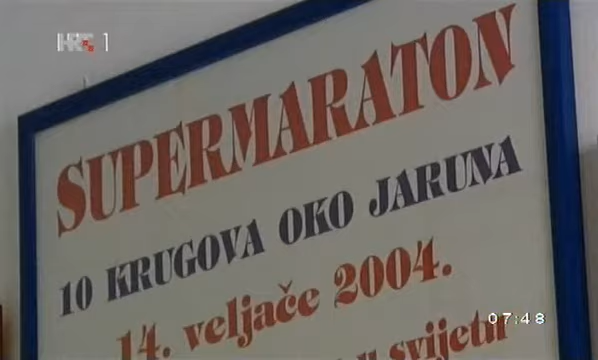 HRT 1
SUPERMARATON
10 KRUGOVA OKO JARUNA
14. veljače 2004.
svijetu
07:48